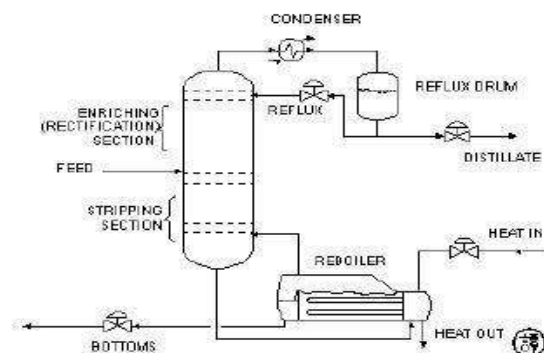 CONDENSER
REFLUX DRUM
ENRICHING
(RECTIFICATION)
SECTION
REFLUX
DISTILLATE
FEED
STRIPPING
SECTION
HEAT IN
REBOILER
HEAT OUT
BOTTOMS